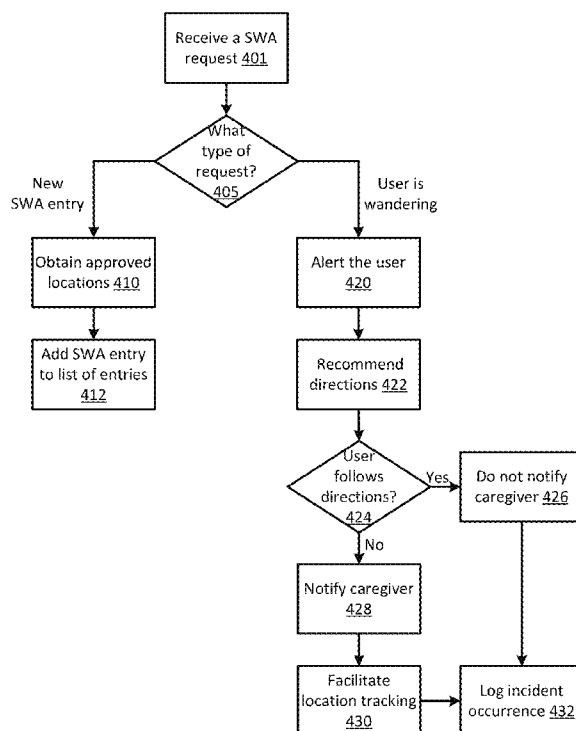 Receive a SWA
request 401
What
type of
request?
405
New
SWA entry
User is
wandering
Obtain approved
locations 410
Alert the user
420
Add SWA entry
to list of entries
412
Recommend
directions 422
User
follows
directions?
424
Yes
Do not notify
caregiver 426
No
Notify caregiver
428
Facilitate
location tracking
430
Log incident
occurrence 432